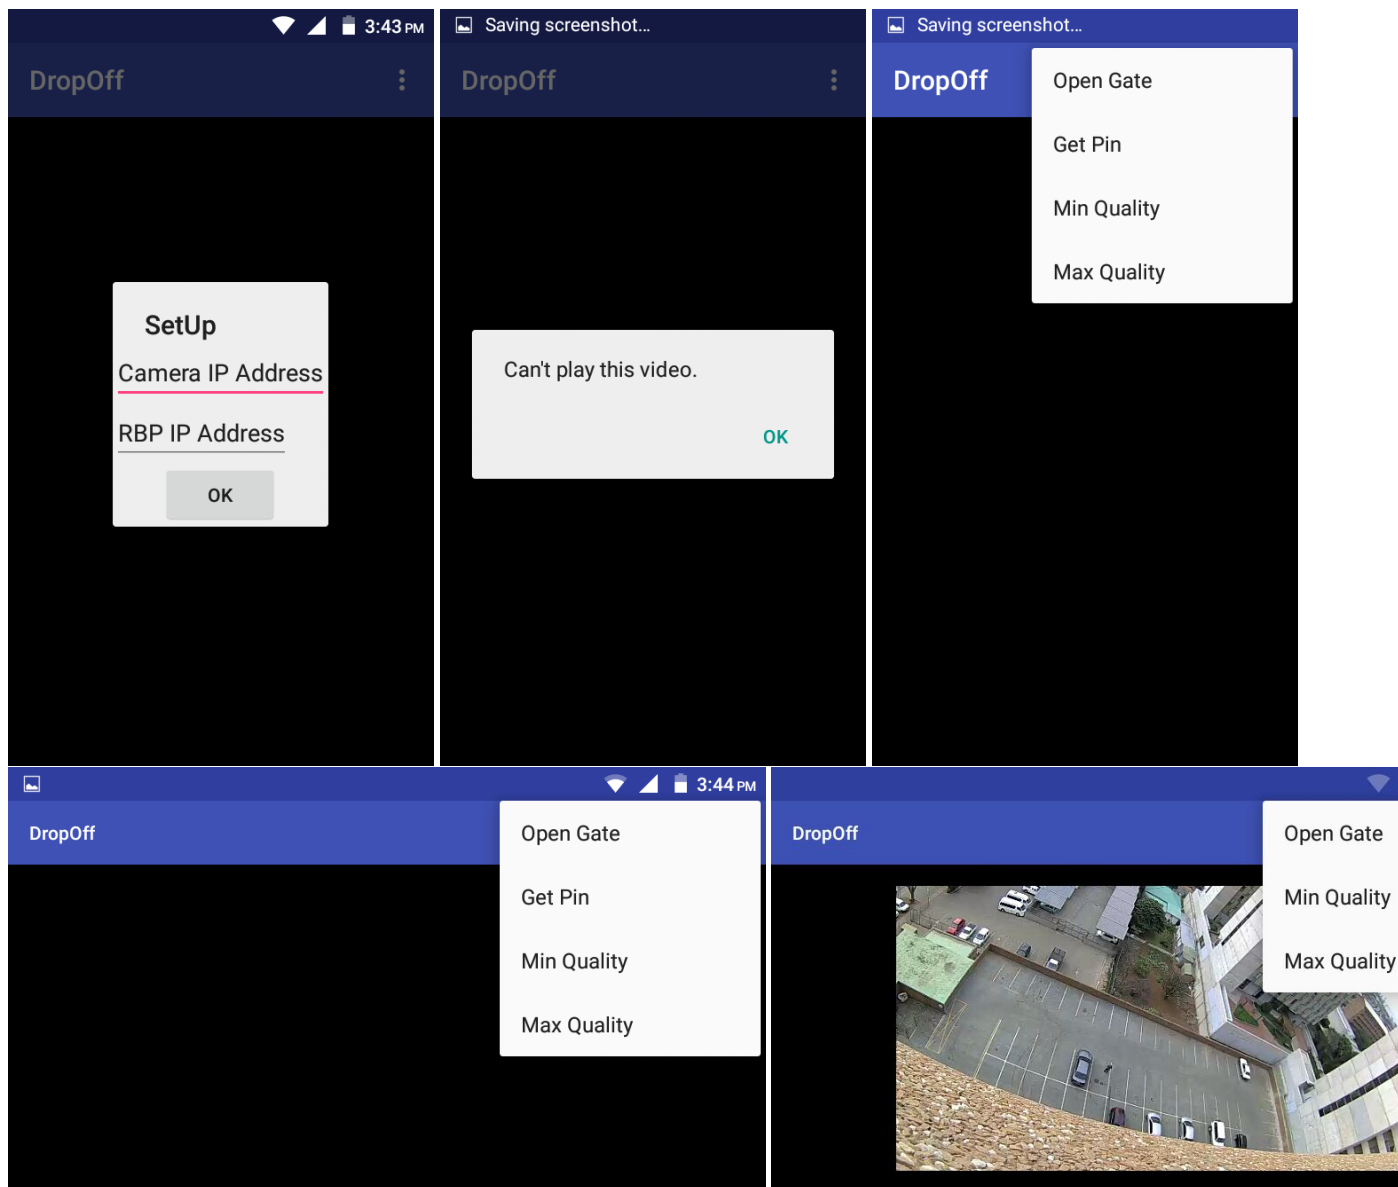 3:43 PM
DropOff
SetUp
Camera IP Address
RBP IP Address
OK
Saving screenshot...
DropOff
Can't play this video.
OK
Saving screenshot...
DropOff
Open Gate
Get Pin
Min Quality
Max Quality
3:44 PM
DropOff
Open Gate
Get Pin
Min Quality
Max Quality
DropOff
Open Gate
Min Quality
Max Quality